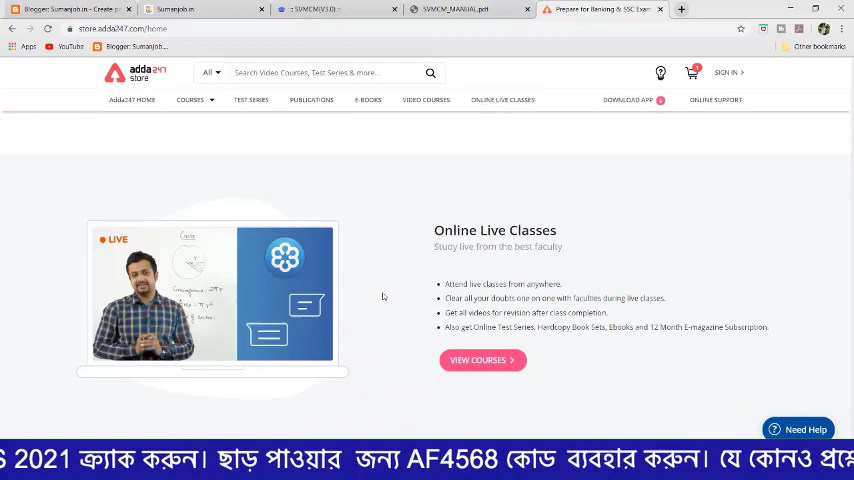 Blogger: Sumanjob.in - Create p
Sumanjob.in
:: SVMCM(V3.0) ::
SVMCM_MANUAL.pdf
Prepare for Banking & SSC Exam
store.adda247.com/home
Apps
YouTube
Blogger: Sumanjob....
Other bookmarks
adda247
store
All
Search Video Courses, Test Series & more...
1
SIGN IN >
Adda247 HOME
COURSES
TEST SERIES
PUBLICATIONS
E-BOOKS
VIDEO COURSES
ONLINE LIVE CLASSES
DOWNLOAD APP
ONLINE SUPPORT
LIVE
Circle
Online Live Classes
Study live from the best faculty
• Attend live classes from anywhere.
• Clear all your doubts one on one with faculties during live classes.
• Get all videos for revision after class completion.
• Also get Online Test Series, Hardcopy Book Sets, Ebooks and 12 Month E-magazine Subscription.
VIEW COURSES >
? Need Help
S 2021 ক্র্যাক করুন। ছাড় পাওয়ার জন্য AF4568 কোড ব্যবহার করুন। যে কোনও প্রশ্নে